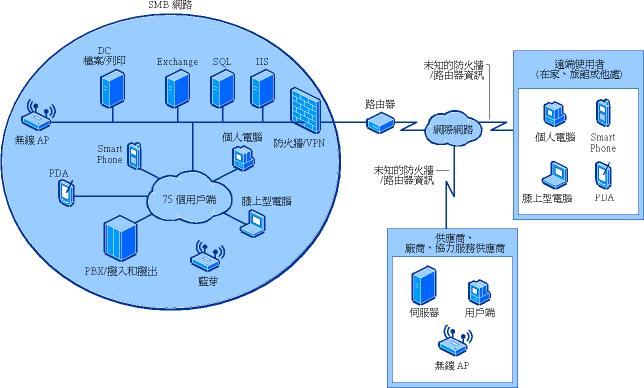 SMB 網路
DC
檔案/列印
Exchange
SQL
IIS
無線 AP
防火牆/VPN
Smart
Phone
個人電腦
PDA
75 個用戶端
膝上型電腦
PBX/撥入和撥出
藍芽
路由器
網際網路
未知的防火牆
/路由器資訊
未知的防火牆
/路由器資訊
遠端使用者
(在家、旅館或他處)
個人電腦
Smart
Phone
膝上型電腦
PDA
供應商、
廠商、協力服務供應商
伺服器
用戶端
無線 AP